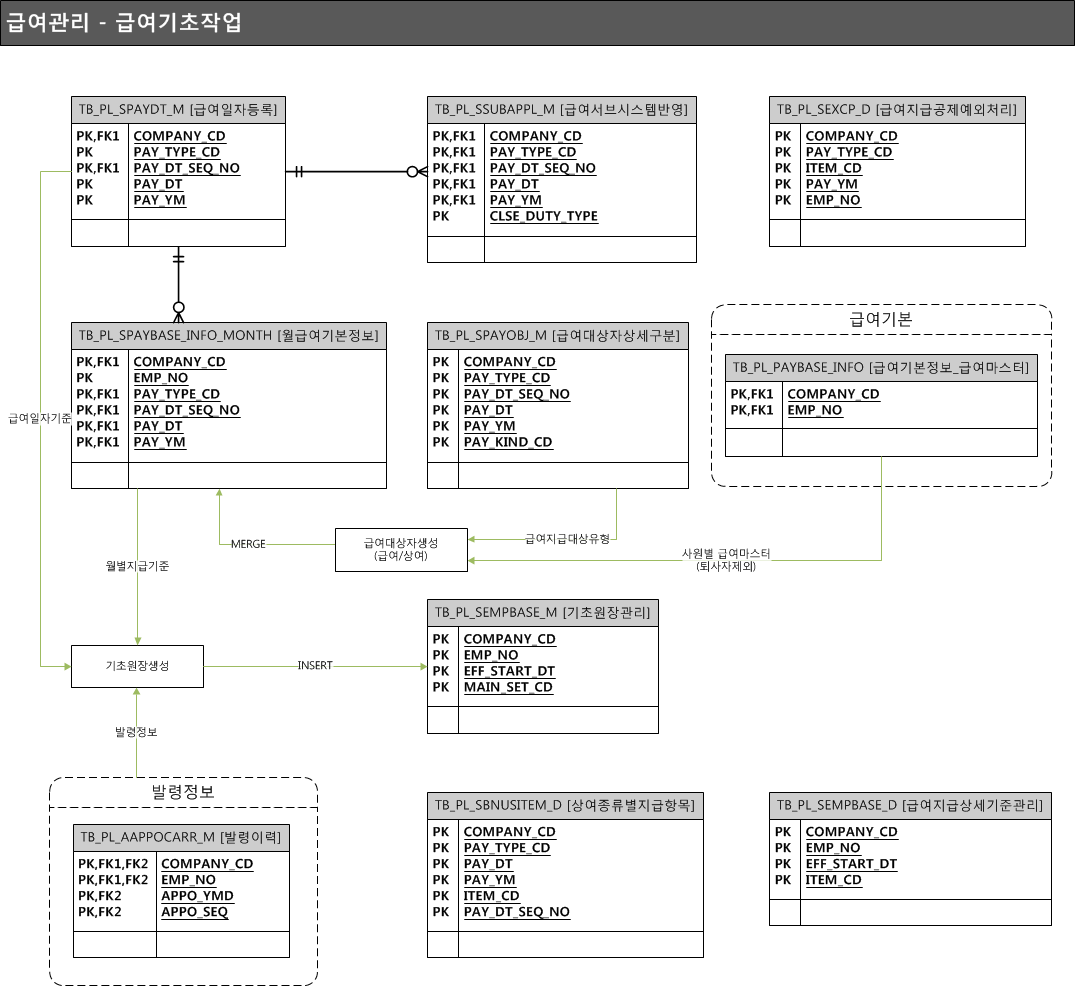 급여관리 - 급여기초작업
TB_PL_SPAYDT_M [급여일자등록]
PK,FK1 COMPANY_CD
PK PAY_TYPE_CD
PK,FK1 PAY_DT_SEQ_NO
PK PAY_DT
PK PAY_YM
TB_PL_SSUBAPPL_M [급여서브시스템반영]
PK,FK1 COMPANY_CD
PK,FK1 PAY_TYPE_CD
PK,FK1 PAY_DT_SEQ_NO
PK,FK1 PAY_DT
PK,FK1 PAY_YM
PK CLSE_DUTY_TYPE
TB_PL_SEXCP_D [급여지급공제예외처리]
PK COMPANY_CD
PK PAY_TYPE_CD
PK ITEM_CD
PK PAY_YM
PK EMP_NO
TB_PL_SPAYBASE_INFO_MONTH [월급여기본정보]
PK,FK1 COMPANY_CD
PK EMP_NO
PK,FK1 PAY_TYPE_CD
PK,FK1 PAY_DT_SEQ_NO
PK,FK1 PAY_DT
PK,FK1 PAY_YM
TB_PL_SPAYOBJ_M [급여대상자상세구분]
PK COMPANY_CD
PK PAY_TYPE_CD
PK PAY_DT_SEQ_NO
PK PAY_DT
PK PAY_YM
PK PAY_KIND_CD
급여기본
TB_PL_PAYBASE_INFO [급여기본정보_급여마스터]
PK,FK1 COMPANY_CD
PK,FK1 EMP_NO
급여일자기준
MERGE
급여대상자생성
(급여/상여)
급여지급대상유형
사원별 급여마스터
(퇴사자제외)
월별지급기준
TB_PL_SEMPBASE_M [기초원장관리]
PK COMPANY_CD
PK EMP_NO
PK EFF_START_DT
PK MAIN_SET_CD
기초원장생성
INSERT
발령정보
발령정보
TB_PL_AAPPOCARR_M [발령이력]
PK,FK1,FK2 COMPANY_CD
PK,FK1,FK2 EMP_NO
PK,FK2 APPO_YMD
PK,FK2 APPO_SEQ
TB_PL_SBNUSITEM_D [상여종류별지급항목]
PK COMPANY_CD
PK PAY_TYPE_CD
PK PAY_DT
PK PAY_YM
PK ITEM_CD
PK PAY_DT_SEQ_NO
TB_PL_SEMPBASE_D [급여지급상세기준관리]
PK COMPANY_CD
PK EMP_NO
PK EFF_START_DT
PK ITEM_CD